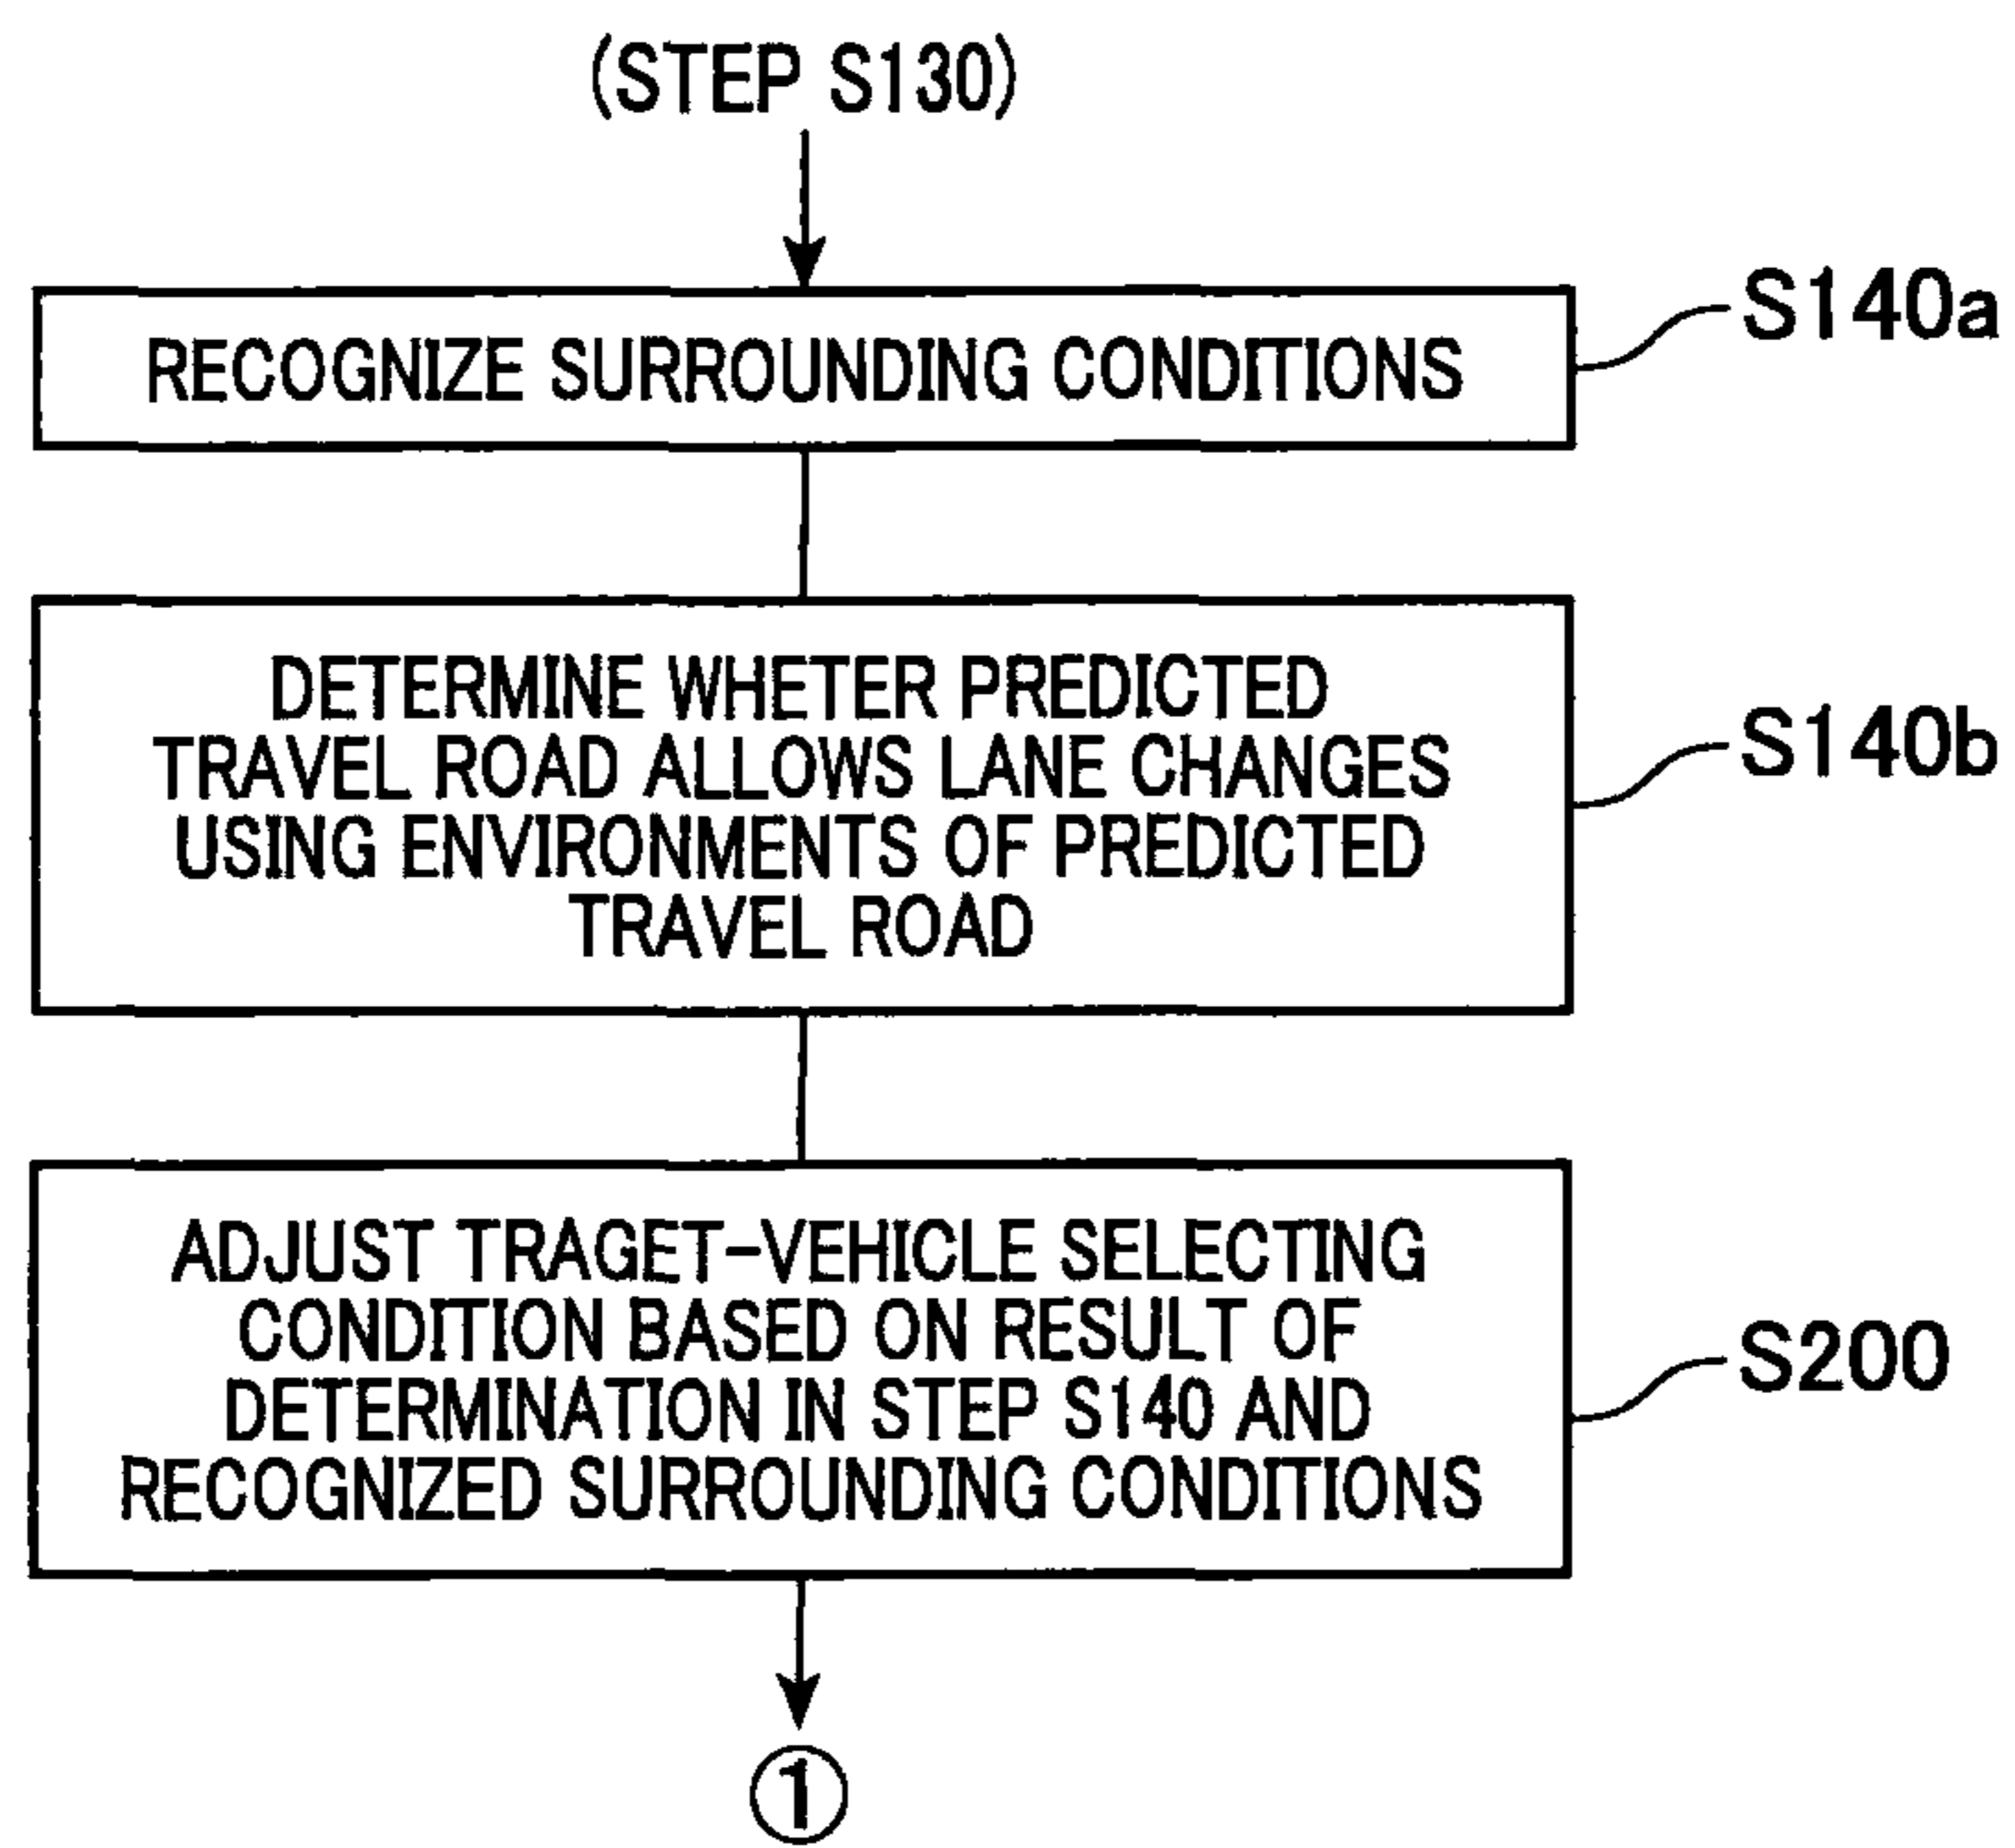 (STEP S130)
RECOGNIZE SURROUNDING CONDITIONS
S140a
DETERMINE WHETER PREDICTED
TRAVEL ROAD ALLOWS LANE CHANGES
USING ENVIRONMENTS OF PREDICTED
TRAVEL ROAD
S140b
ADJUST TRAGET-VEHICLE SELECTING
CONDITION BASED ON RESULT OF
DETERMINATION IN STEP S140 AND
RECOGNIZED SURROUNDING CONDITIONS
S200
①